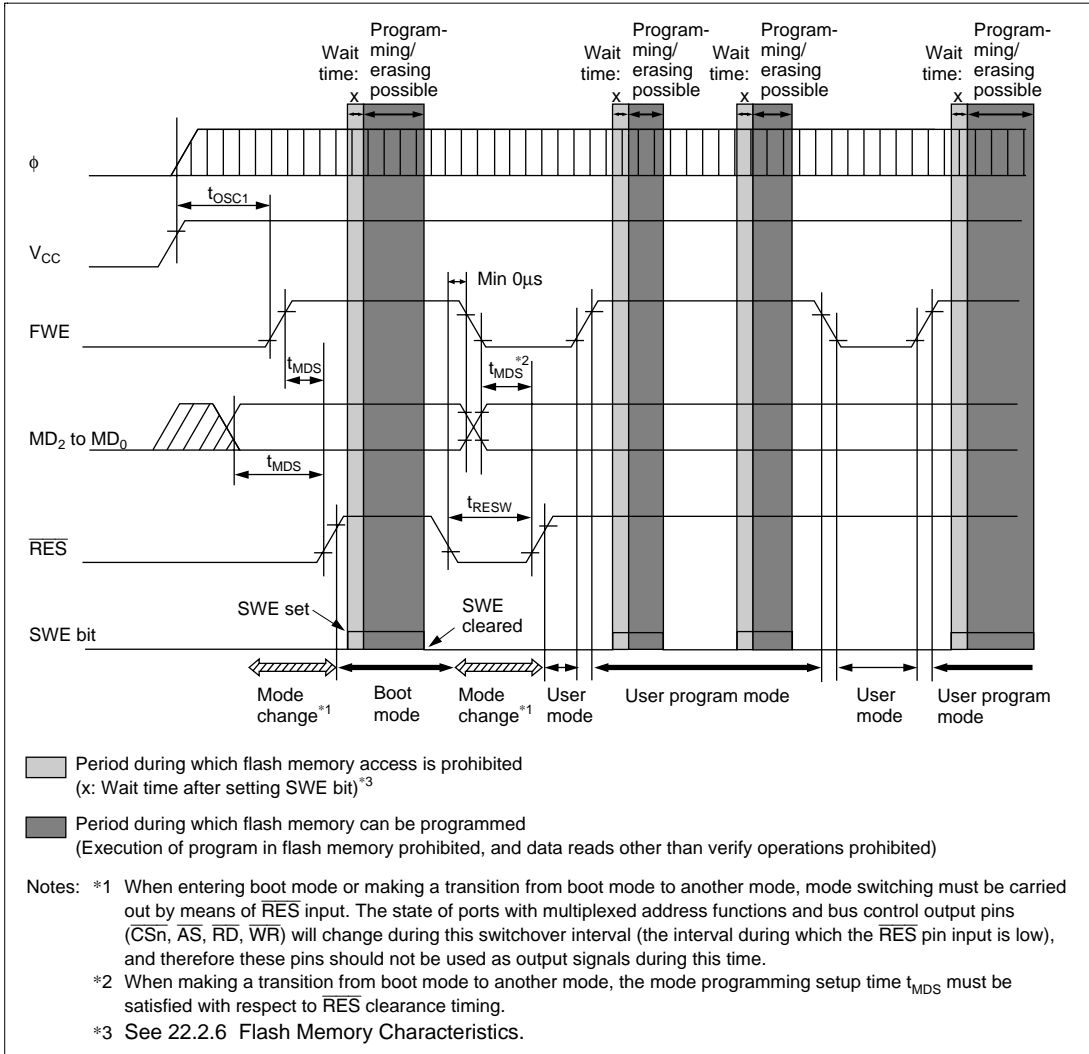 Program-
ming/
erasing
possible
Wait
time:
x
Program-
ming/
erasing
possible
Wait
time:
x
Program-
ming/
erasing
possible
Wait
time:
x
Program-
ming/
erasing
possible
Wait
time:
x
φ
tOSC1
VCC
Min 0μs
FWE
tMDS
tMDS*2
MD2 to MD0
tMDS
tRESW
RES
SWE set
SWE
cleared
SWE bit
Mode
change*1
Boot
mode
Mode
change*1
User
mode
User program mode
User
mode
User program
mode
Period during which flash memory access is prohibited
(x: Wait time after setting SWE bit)*3
Period during which flash memory can be programmed
(Execution of program in flash memory prohibited, and data reads other than verify operations prohibited)
Notes: *1 When entering boot mode or making a transition from boot mode to another mode, mode switching must be carried
out by means of RES input. The state of ports with multiplexed address functions and bus control output pins
(CSn, AS, RD, WR) will change during this switchover interval (the interval during which the RES pin input is low),
and therefore these pins should not be used as output signals during this time.
*2 When making a transition from boot mode to another mode, the mode programming setup time tMDS must be
satisfied with respect to RES clearance timing.
*3 See 22.2.6 Flash Memory Characteristics.